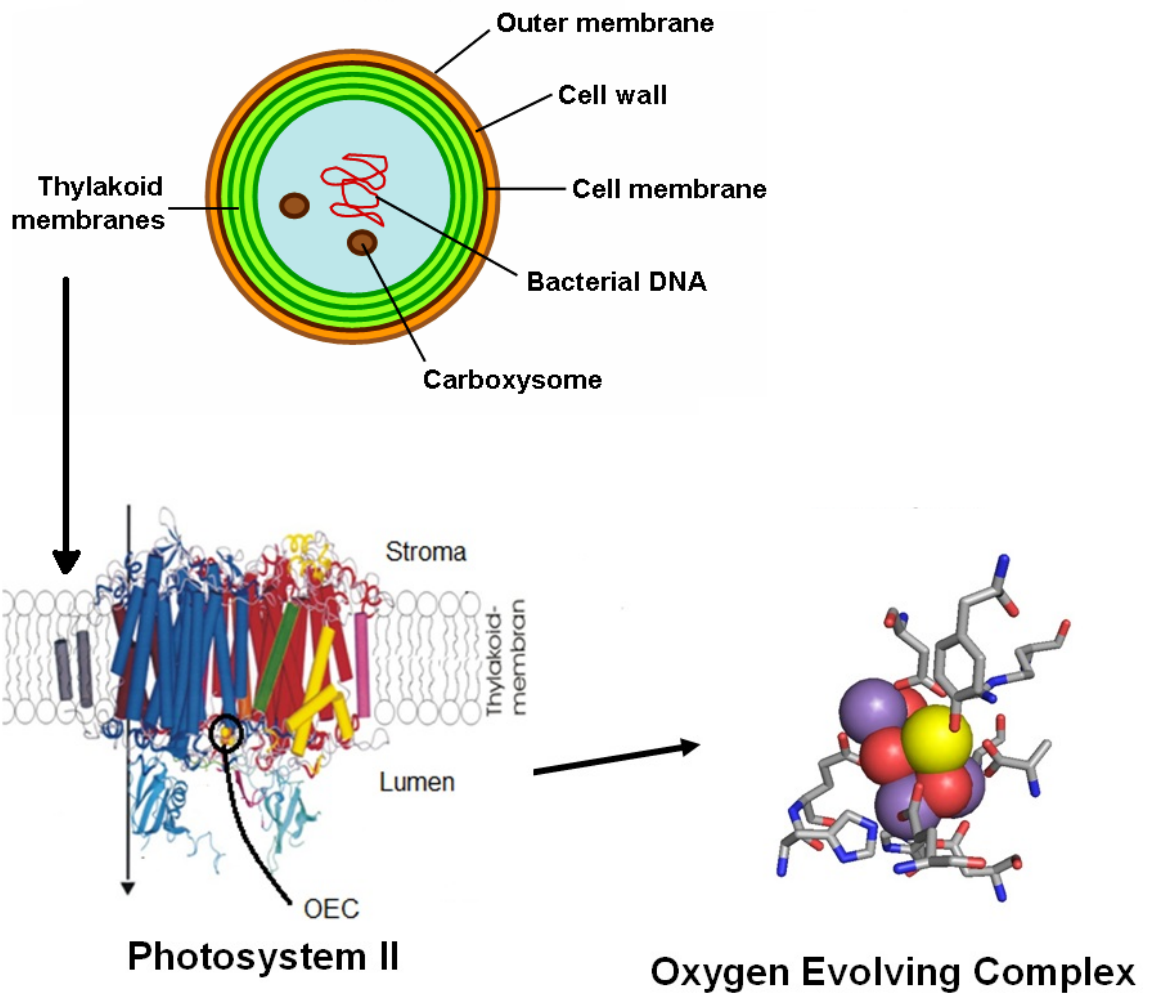 Outer membrane
Cell wall
Thylakoid
membranes
Cell membrane
Bacterial DNA
Carboxysome
Stroma
Thylakoid-
membran
Lumen
OEC
Photosystem II
Oxygen Evolving Complex